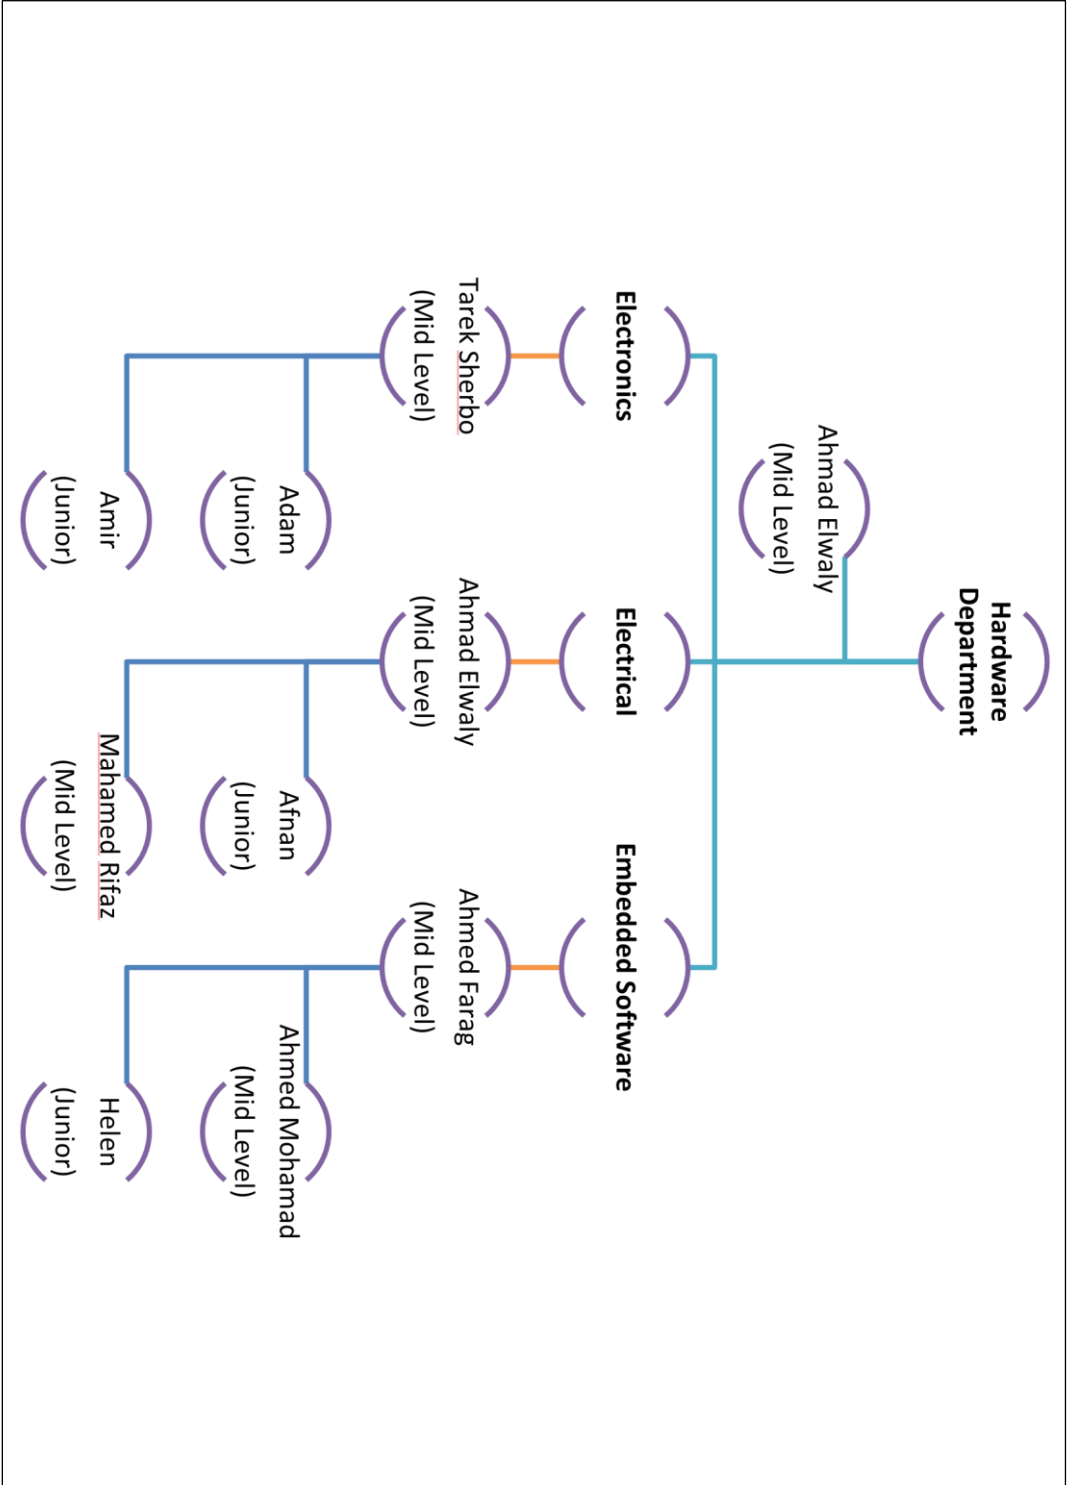 Hardware
Department
Ahmad Elwaly
(Mid Level)
Electronics
Electrical
Embedded Software
Tarek Sherbo
(Mid Level)
Ahmad Elwaly
(Mid Level)
Ahmed Farag
(Mid Level)
Adam
(Junior)
Afnan
(Junior)
Ahmed Mohamad
(Mid Level)
Amir
(Junior)
Mahamed Rifaz
(Mid Level)
Helen
(Junior)